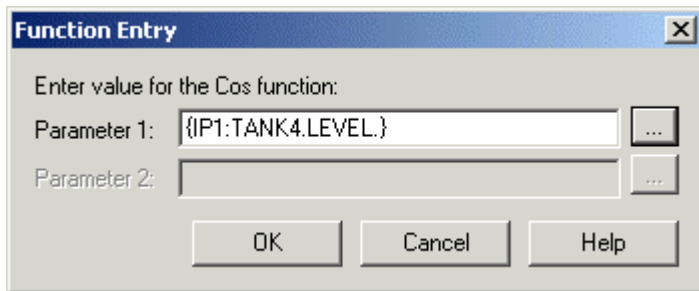 Function Entry
Enter value for the Cos function:
Parameter 1: {IP1:TANK4.LEVEL.} ...
Parameter 2: ...
OK Cancel Help